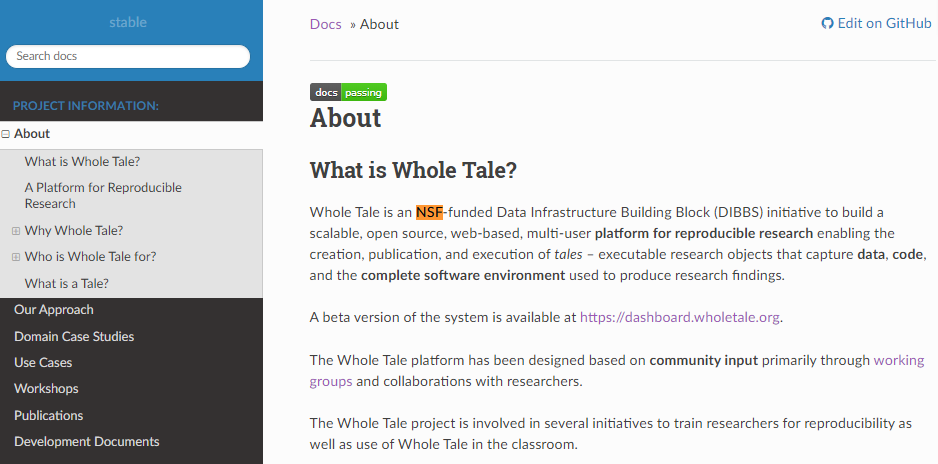 stable
Search docs
PROJECT INFORMATION:
About
What is Whole Tale?
A Platform for Reproducible
Research
Why Whole Tale?
Who is Whole Tale for?
What is a Tale?
Our Approach
Domain Case Studies
Use Cases
Workshops
Publications
Development Documents
Docs » About
Edit on GitHub
docs passing
About
What is Whole Tale?
Whole Tale is an NSF-funded Data Infrastructure Building Block (DIBBS) initiative to build a
scalable, open source, web-based, multi-user platform for reproducible research enabling the
creation, publication, and execution of tales – executable research objects that capture data, code,
and the complete software environment used to produce research findings.
A beta version of the system is available at https://dashboard.wholetale.org.
The Whole Tale platform has been designed based on community input primarily through working
groups and collaborations with researchers.
The Whole Tale project is involved in several initiatives to train researchers for reproducibility as
well as use of Whole Tale in the classroom.